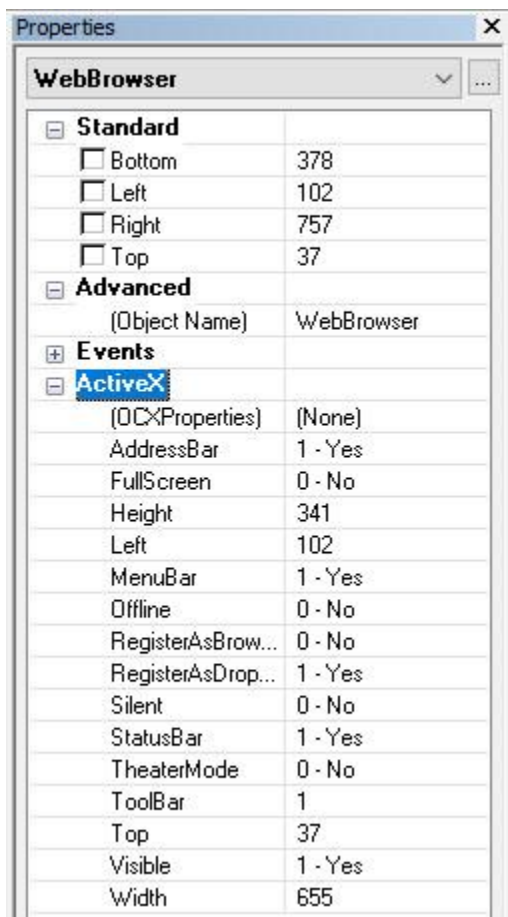 Properties
WebBrowser ...
Standard
Bottom 378
Left 102
Right 757
Top 37
Advanced
(Object Name) WebBrowser
Events
ActiveX
(OCXProperties) (None)
AddressBar 1 - Yes
FullScreen 0 - No
Height 341
Left 102
MenuBar 1 - Yes
Offline 0 - No
RegisterAsBrow... 0 - No
RegisterAsDrop... 1 - Yes
Silent 0 - No
StatusBar 1 - Yes
TheaterMode 0 - No
ToolBar 1
Top 37
Visible 1 - Yes
Width 655